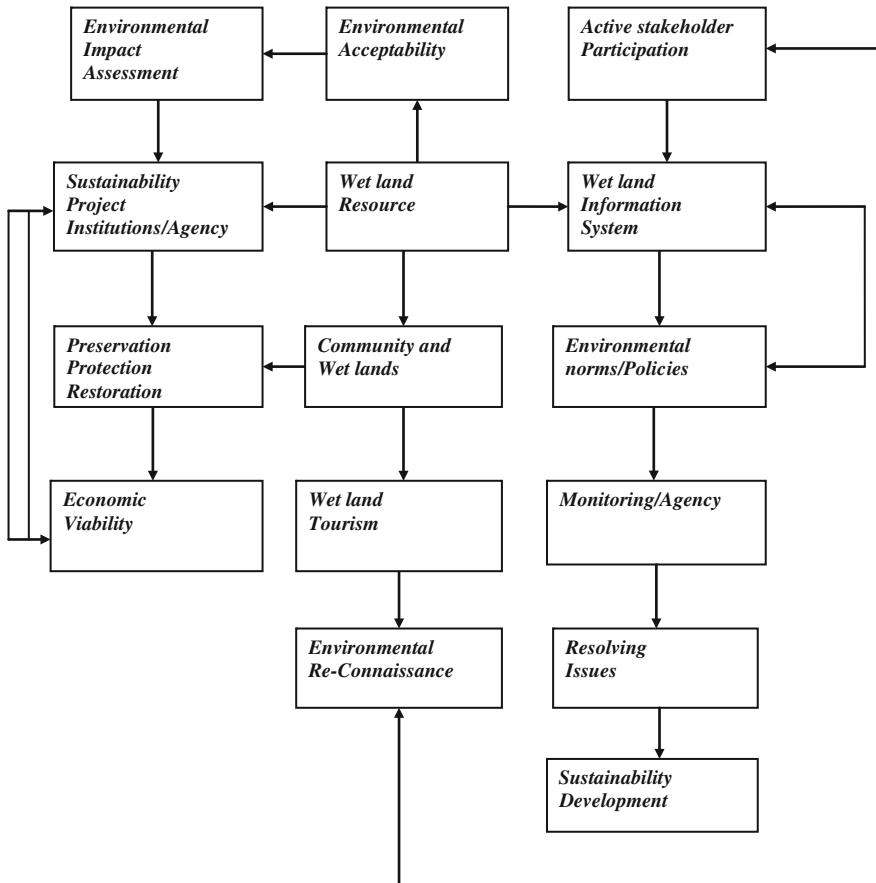 Environmental
Impact
Assessment
Environmental
Acceptability
Active stakeholder
Participation
Sustainability
Project
Institutions/Agency
Wet land
Resource
Wet land
Information
System
Preservation
Protection
Restoration
Community and
Wet lands
Environmental
norms/Policies
Economic
Viability
Wet land
Tourism
Monitoring/Agency
Environmental
Re-Connaissance
Resolving
Issues
Sustainability
Development